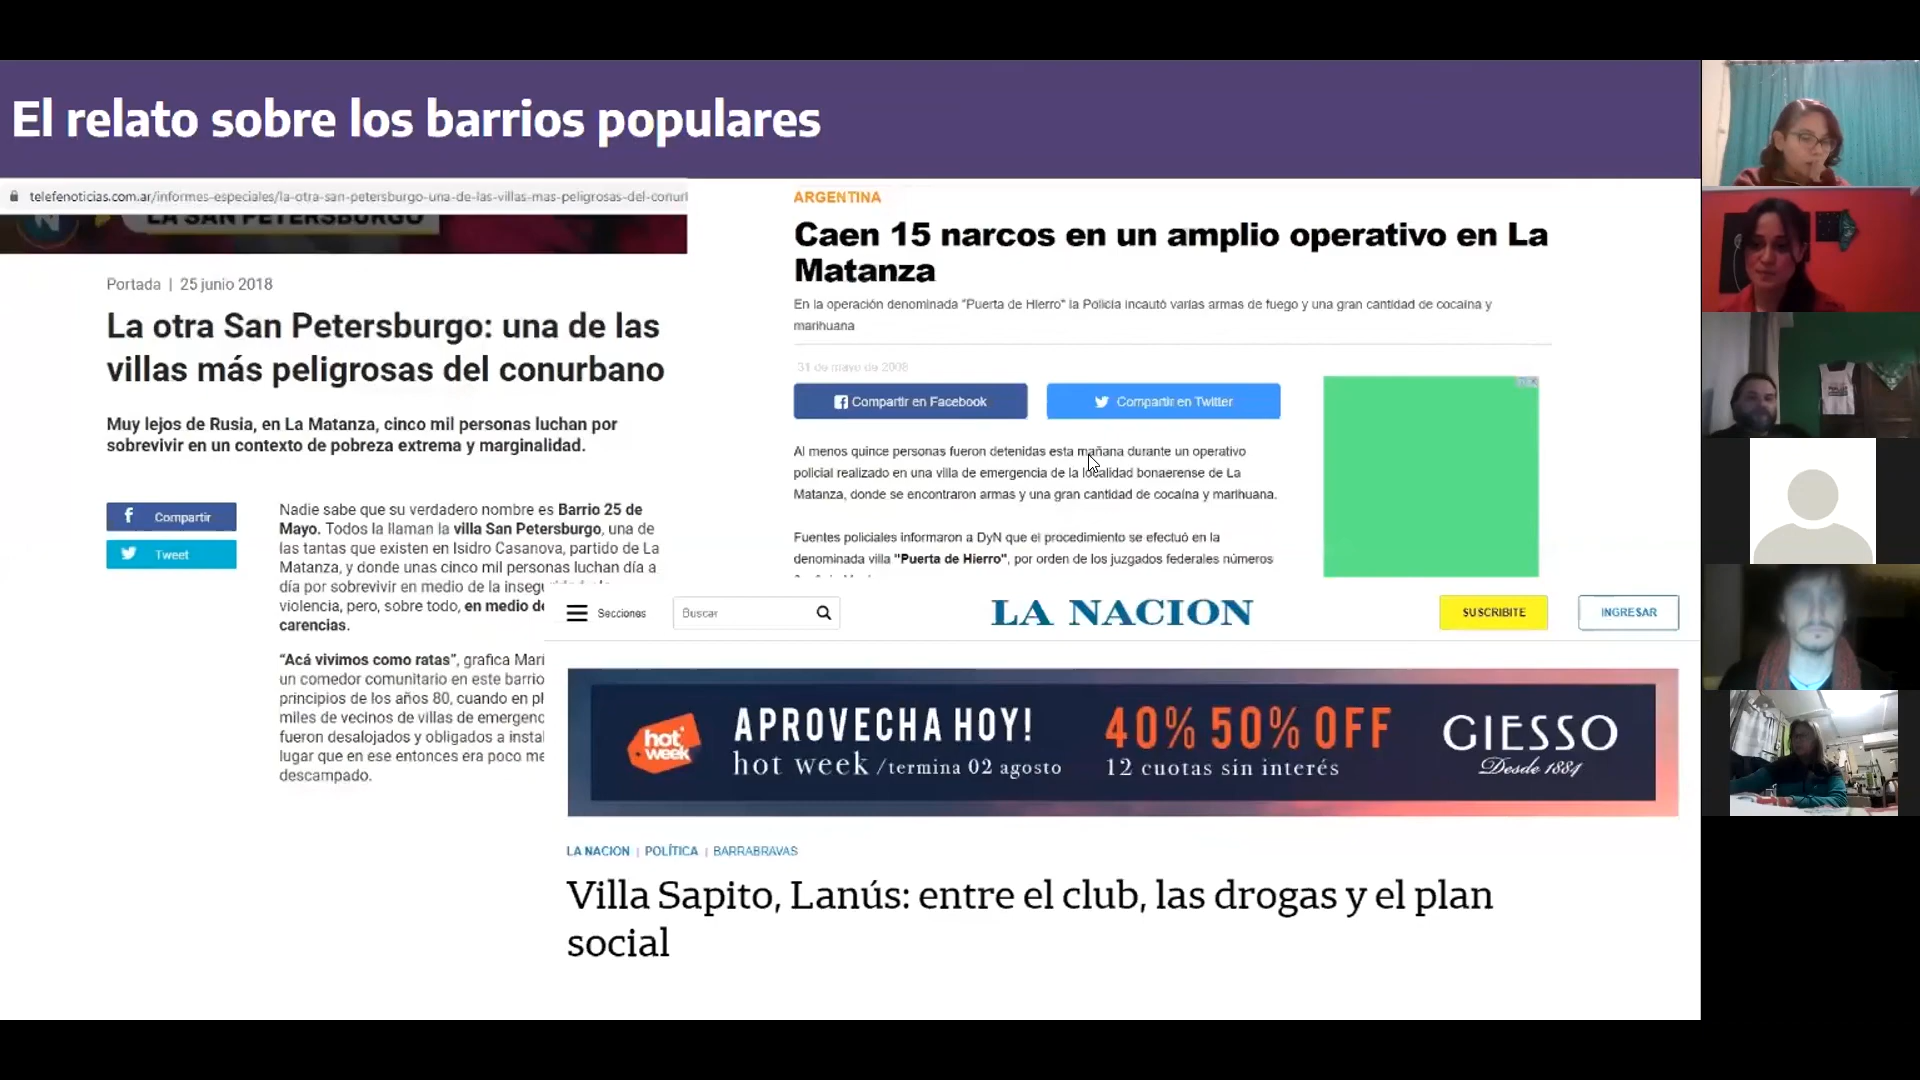 El relato sobre los barrios populares
telefenoticias.com.ar/informes-especiales/la-otra-san-petersburgo-una-de-las-villas-mas-peligrosas-del-conur
LA SAN PETERSBURGO
Portada | 25 junio 2018
La otra San Petersburgo: una de las
villas más peligrosas del conurbano
Muy lejos de Rusia, en La Matanza, cinco mil personas luchan por
sobrevivir en un contexto de pobreza extrema y marginalidad.
Compartir
Tweet
Nadie sabe que su verdadero nombre es Barrio 25 de
Mayo. Todos la llaman la villa San Petersburgo, una de
las tantas que existen en Isidro Casanova, partido de La
Matanza, y donde unas cinco mil personas luchan día a
día por sobrevivir en medio de la
violencia, pero, sobre todo, en medio de
carencias.
“Acá vivimos como ratas”, grafica Mari
un comedor comunitario en este barrio
principios de los años 80, cuando en pl
miles de vecinos de villas de emergenc
fueron desalojados y obligados a instal
lugar que en ese entonces era poco me
descampado.
ARGENTINA
Caen 15 narcos en un amplio operativo en La
Matanza
En la operación denominada "Puerta de Hierro" la Policía incautó varias armas de fuego y una gran cantidad de cocaína y
marihuana
31 de mayo de 2008
Compartir en Facebook
Compartir en Twitter
Al menos quince personas fueron detenidas esta mañana durante un operativo
policial realizado en una villa de emergencia de la localidad bonaerense de La
Matanza, donde se encontraron armas y una gran cantidad de cocaína y marihuana.
Fuentes policiales informaron a DyN que el procedimiento se efectuó en la
denominada villa "Puerta de Hierro", por orden de los juzgados federales números
Secciones
Buscar
LA NACION
SUSCRIBITE
INGRESAR
hot
week
APROVECHA HOY!
hot week /termina 02 agosto
40% 50% OFF
12 cuotas sin interés
GIESSO
Desde 1884
LA NACION | POLÍTICA | BARRABRAVAS
Villa Sapito, Lanús: entre el club, las drogas y el plan
social